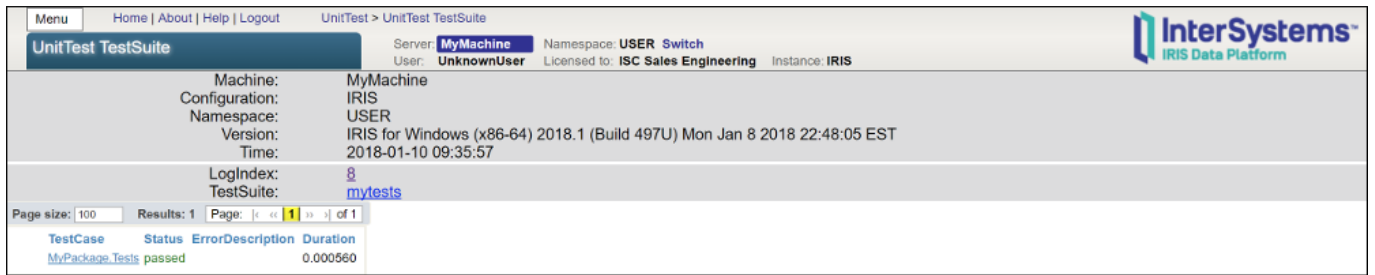 Menu Home | About | Help | Logout UnitTest > UnitTest TestSuite
UnitTest TestSuite
Server: MyMachine Namespace: USER Switch
User: UnknownUser Licensed to: ISC Sales Engineering Instance: IRIS
InterSystems™
IRIS Data Platform
Machine: MyMachine
Configuration: IRIS
Namespace: USER
Version: IRIS for Windows (x86-64) 2018.1 (Build 497U) Mon Jan 8 2018 22:48:05 EST
Time: 2018-01-10 09:35:57
LogIndex: 8
TestSuite: mytests
Page size: 100 Results: 1 Page: |‹ ‹‹ 1 ›› ›| of 1
TestCase Status ErrorDescription Duration
MyPackage.Tests passed 0.000560